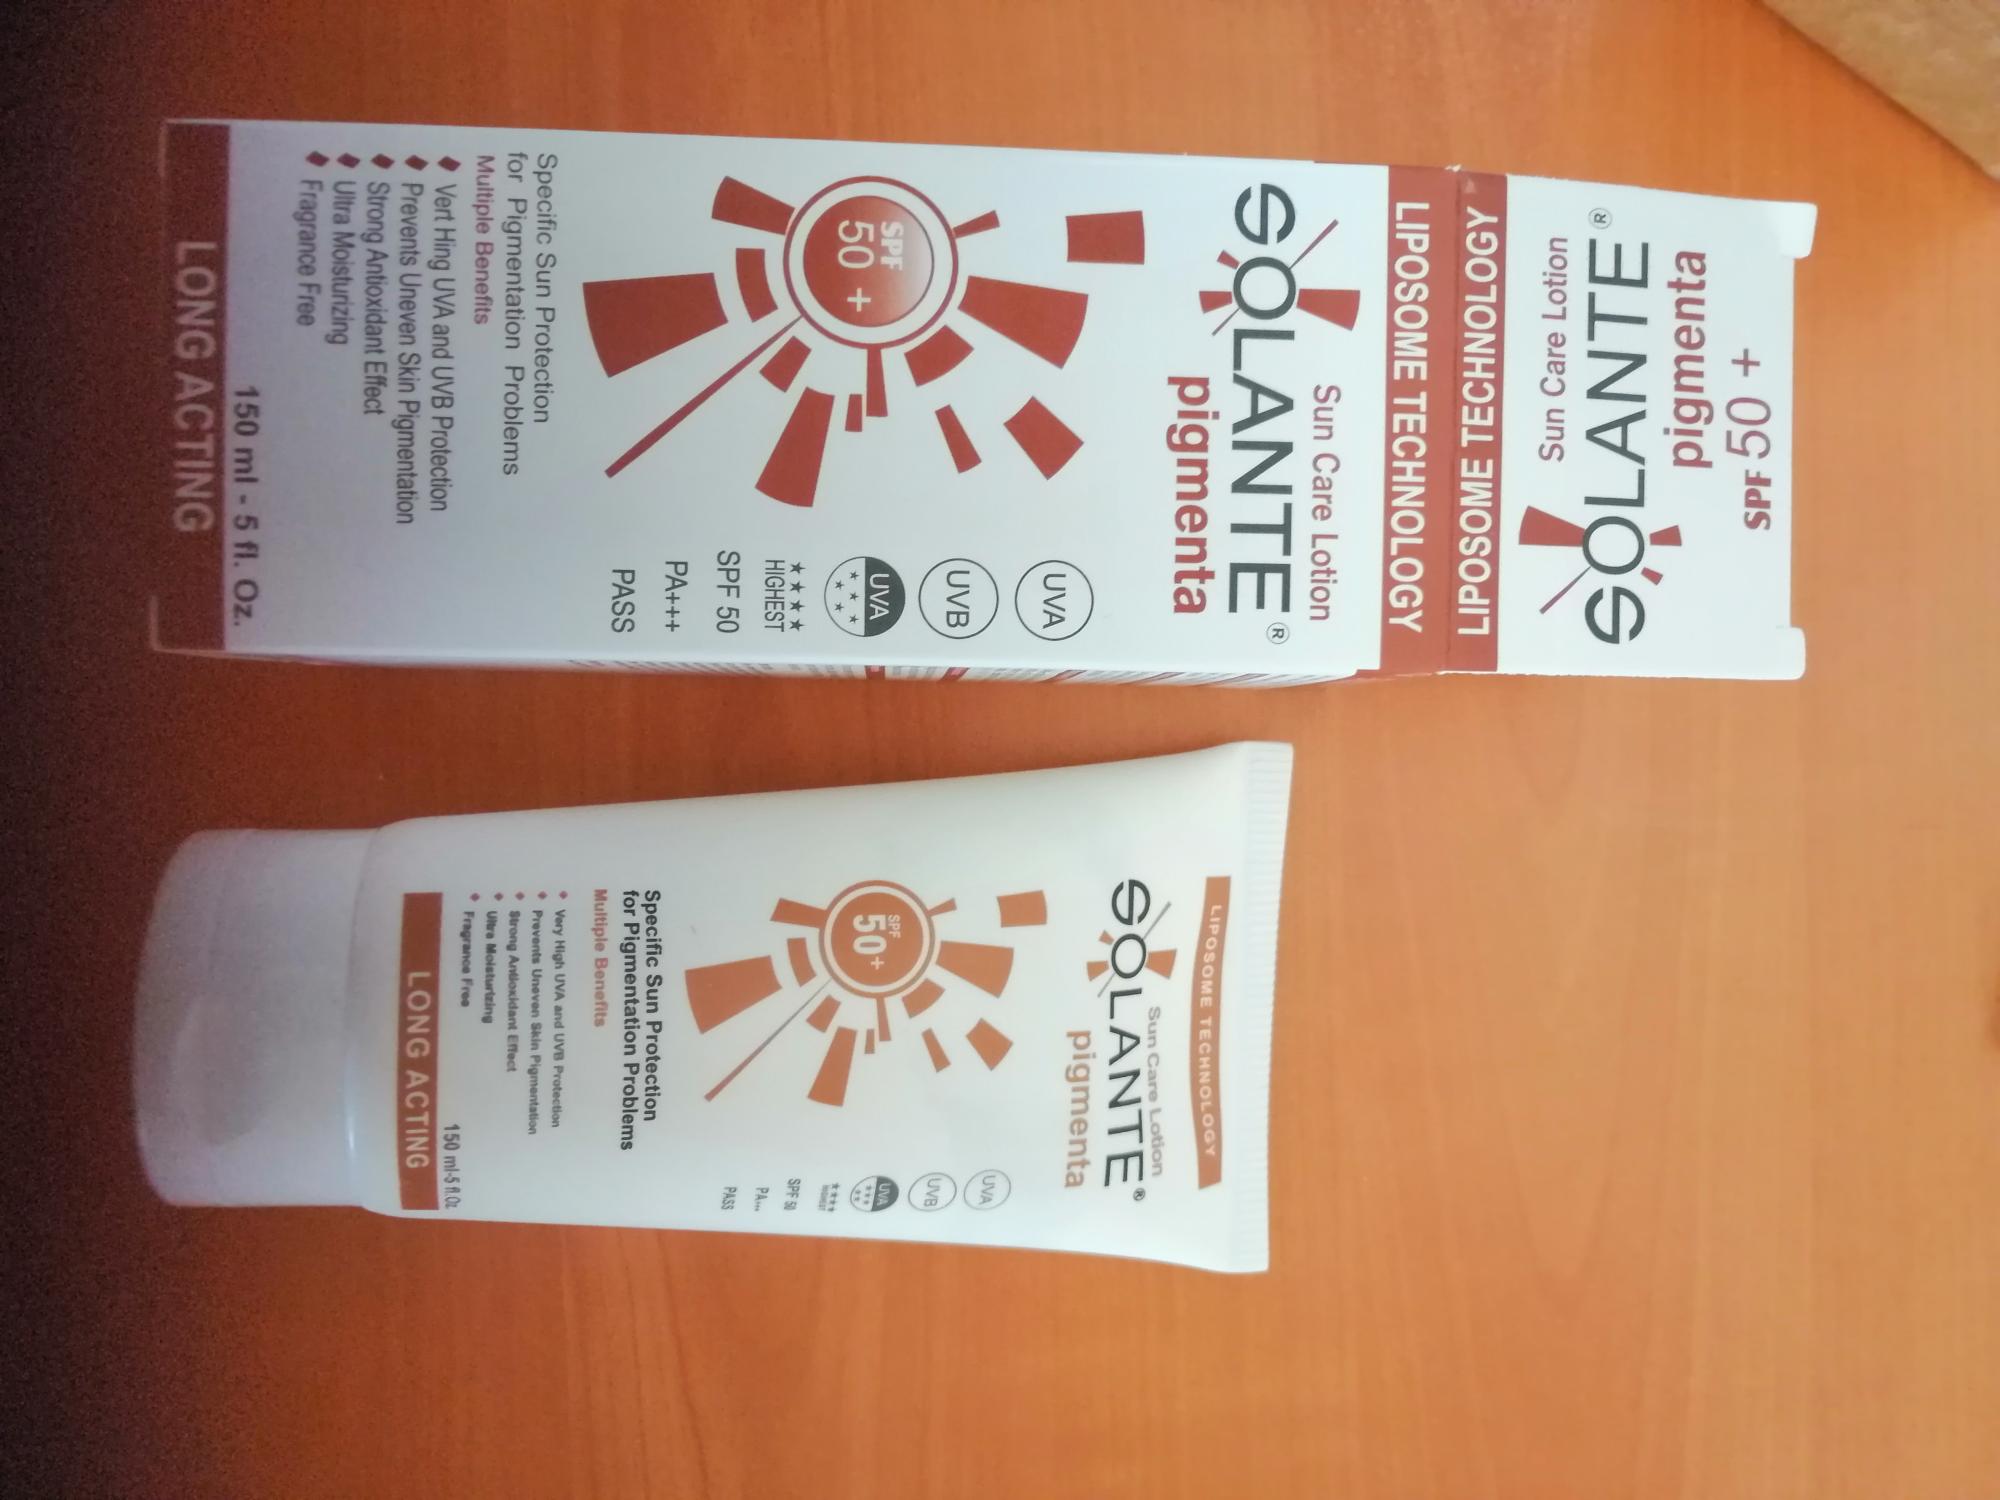 SPF 50 +
pigmenta
SOLANTE®
Sun Care Lotion
LIPOSOME TECHNOLOGY
LIPOSOME TECHNOLOGY
Sun Care Lotion
SOLANTE®
pigmenta
UVA
UVB
UVA
HIGHEST
SPF 50
PA+++
PASS
SPF
50 +
Specific Sun Protection
for Pigmentation Problems
Multiple Benefits
Vert Hing UVA and UVB Protection
Prevents Uneven Skin Pigmentation
Strong Antioxidant Effect
Ultra Moisturizing
Fragrance Free
150 ml - 5 fl. Oz.
LONG ACTING
LIPOSOME TECHNOLOGY
Sun Care Lotion
SOLANTE®
pigmenta
UVA
UVB
UVA
HIGHEST
SPF 50
PA+++
PASS
SPF
50+
Specific Sun Protection
for Pigmentation Problems
Multiple Benefits
Very High UVA and UVB Protection
Prevents Uneven Skin Pigmentation
Strong Antioxidant Effect
Ultra Moisturizing
Fragrance Free
150 ml-5 fl.Oz.
LONG ACTING